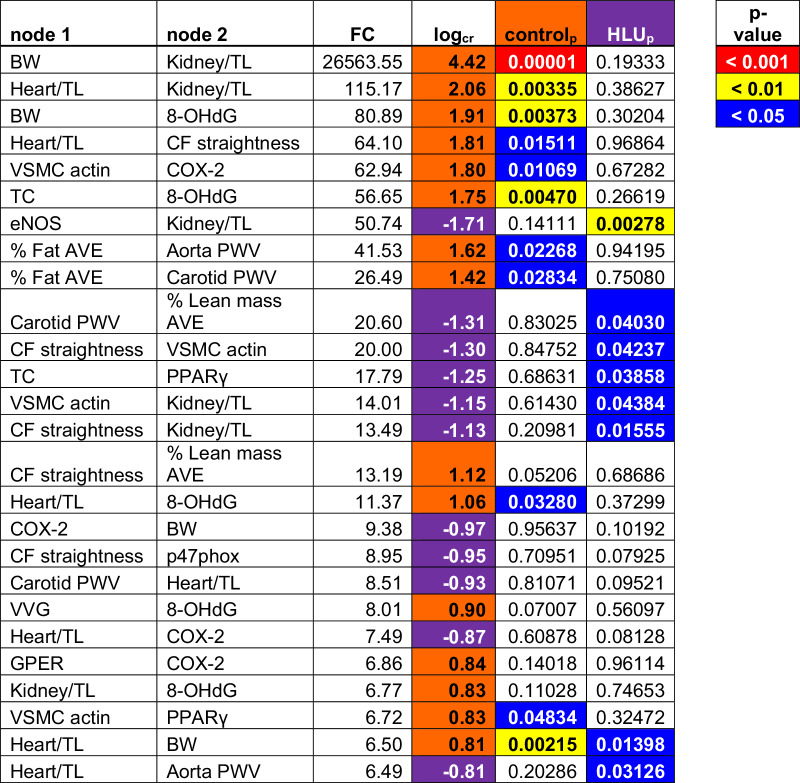 node 1 node 2 FC logcr controlp HLUp p-value
BW Kidney/TL 26563.55 4.42 0.00001 0.19333 < 0.001
Heart/TL Kidney/TL 115.17 2.06 0.00335 0.38627 < 0.01
BW 8-OHdG 80.89 1.91 0.00373 0.30204 < 0.05
Heart/TL CF straightness 64.10 1.81 0.01511 0.96864
VSMC actin COX-2 62.94 1.80 0.01069 0.67282
TC 8-OHdG 56.65 1.75 0.00470 0.26619
eNOS Kidney/TL 50.74 -1.71 0.14111 0.00278
% Fat AVE Aorta PWV 41.53 1.62 0.02268 0.94195
% Fat AVE Carotid PWV 26.49 1.42 0.02834 0.75080
Carotid PWV % Lean mass AVE 20.60 -1.31 0.83025 0.04030
CF straightness VSMC actin 20.00 -1.30 0.84752 0.04237
TC PPARγ 17.79 -1.25 0.68631 0.03858
VSMC actin Kidney/TL 14.01 -1.15 0.61430 0.04384
CF straightness Kidney/TL 13.49 -1.13 0.20981 0.01555
CF straightness % Lean mass AVE 13.19 1.12 0.05206 0.68686
Heart/TL 8-OHdG 11.37 1.06 0.03280 0.37299
COX-2 BW 9.38 -0.97 0.95637 0.10192
CF straightness p47phox 8.95 -0.95 0.70951 0.07925
Carotid PWV Heart/TL 8.51 -0.93 0.81071 0.09521
VVG 8-OHdG 8.01 0.90 0.07007 0.56097
Heart/TL COX-2 7.49 -0.87 0.60878 0.08128
GPER COX-2 6.86 0.84 0.14018 0.96114
Kidney/TL 8-OHdG 6.77 0.83 0.11028 0.74653
VSMC actin PPARγ 6.72 0.83 0.04834 0.32472
Heart/TL BW 6.50 0.81 0.00215 0.01398
Heart/TL Aorta PWV 6.49 -0.81 0.20286 0.03126